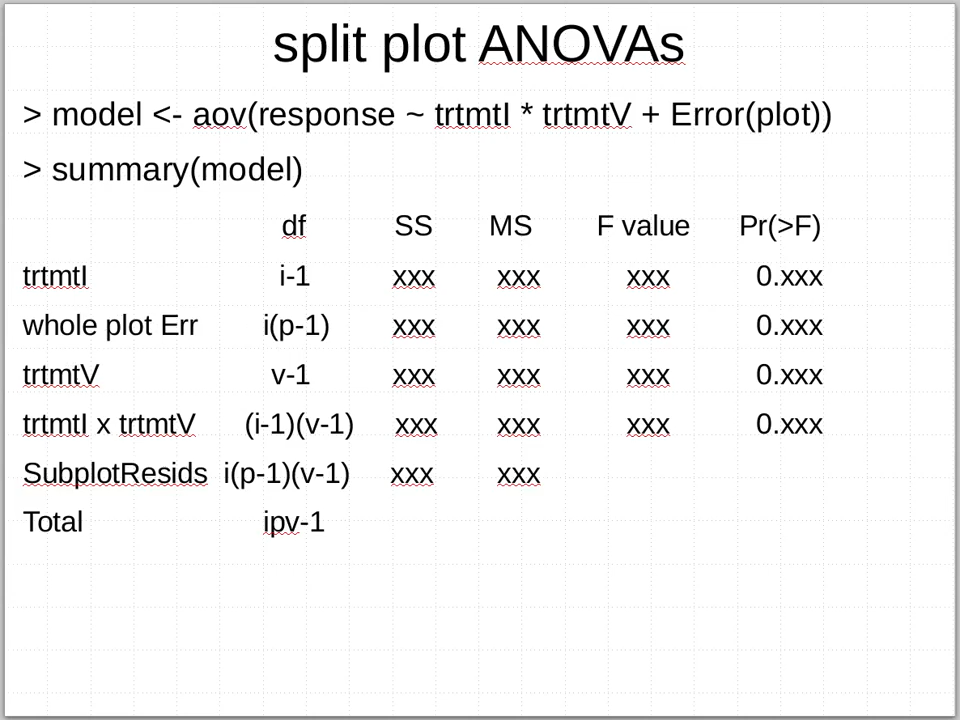 split plot ANOVAs
> model <- aov(response ~ trtmtI * trtmtV + Error(plot))
> summary(model)
df SS MS F value Pr(>F)
trtmtI i-1 xxx xxx xxx 0.xxx
whole plot Err i(p-1) xxx xxx xxx 0.xxx
trtmtV v-1 xxx xxx xxx 0.xxx
trtmtI x trtmtV (i-1)(v-1) xxx xxx xxx 0.xxx
SubplotResids i(p-1)(v-1) xxx xxx
Total ipv-1